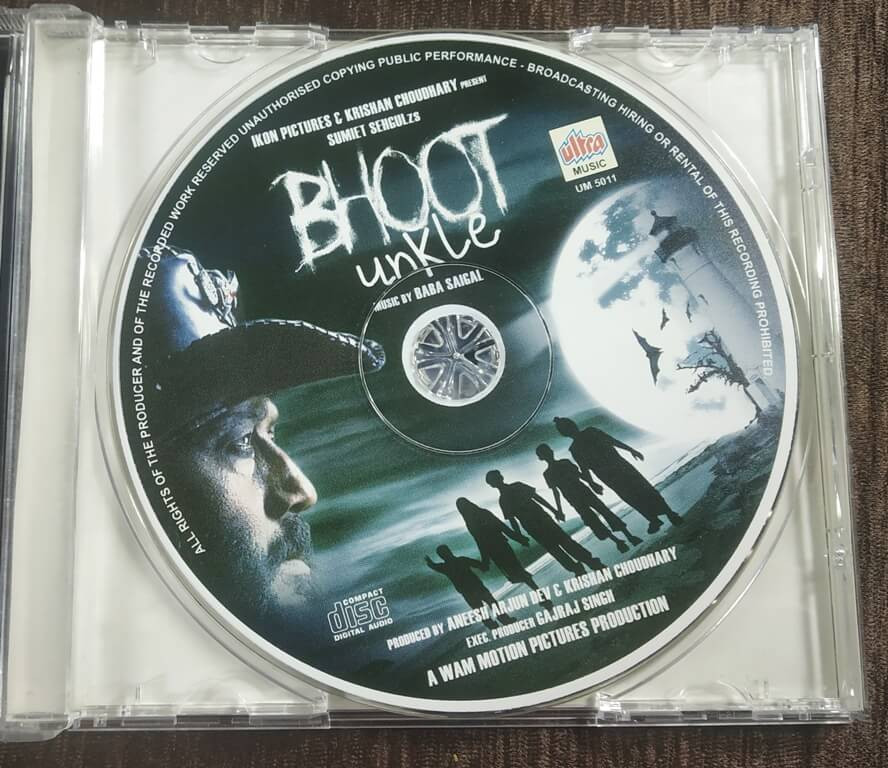 ALL RIGHTS OF THE PRODUCER AND OF THE RECORDED WORK RESERVED UNAUTHORISED COPYING PUBLIC PERFORMANCE - BROADCASTING HIRING OR RENTAL OF THIS RECORDING PROHIBITED
IKON PICTURES & KRISHAN CHOUDHARY PRESENT
SUMIET SEHGULZS
BHOOT
unkle
MUSIC BY BABA SAIGAL
ultra
MUSIC
UM 5011
COMPACT
disc
DIGITAL AUDIO
PRODUCED BY ANEESH ARJUN DEV & KRISHAN CHOUDHARY
EXEC. PRODUCER GAJRAJ SINGH
A WAM MOTION PICTURES PRODUCTION